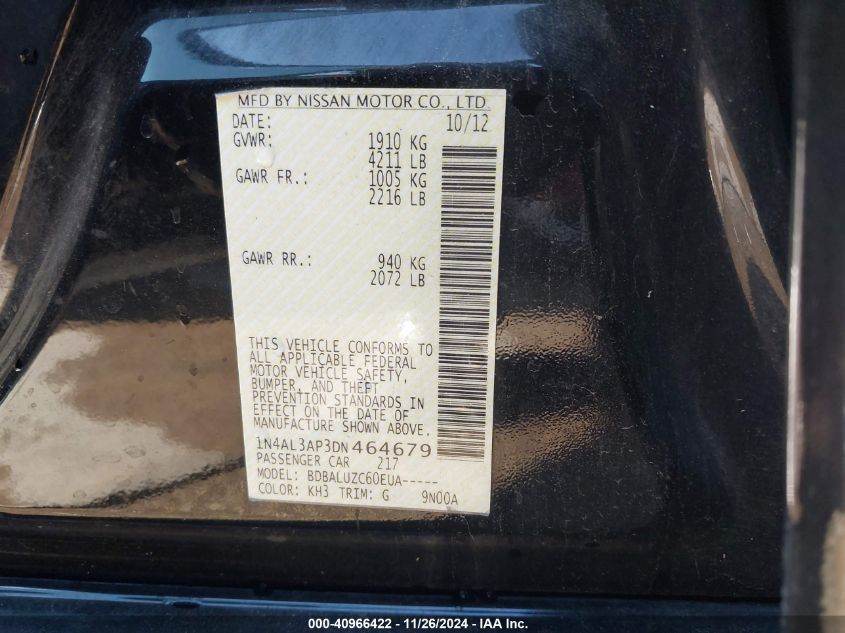 MFD BY NISSAN MOTOR CO., LTD
DATE: 10/12
GVWR: 1910 KG
4211 LB
GAWR FR.: 1005 KG
2216 LB
GAWR RR.: 940 KG
2072 LB
THIS VEHICLE CONFORMS TO
ALL APPLICABLE FEDERAL
MOTOR VEHICLE SAFETY,
BUMPER, AND THEFT
PREVENTION STANDARDS IN
EFFECT ON THE DATE OF
MANUFACTURE SHOWN ABOVE.
1N4AL3AP3DN464679
PASSENGER CAR 217
MODEL: BDBALUZC60EUA-----
COLOR: KH3 TRIM: G 9N00A
000-40966422 - 11/26/2024 - IAA Inc.